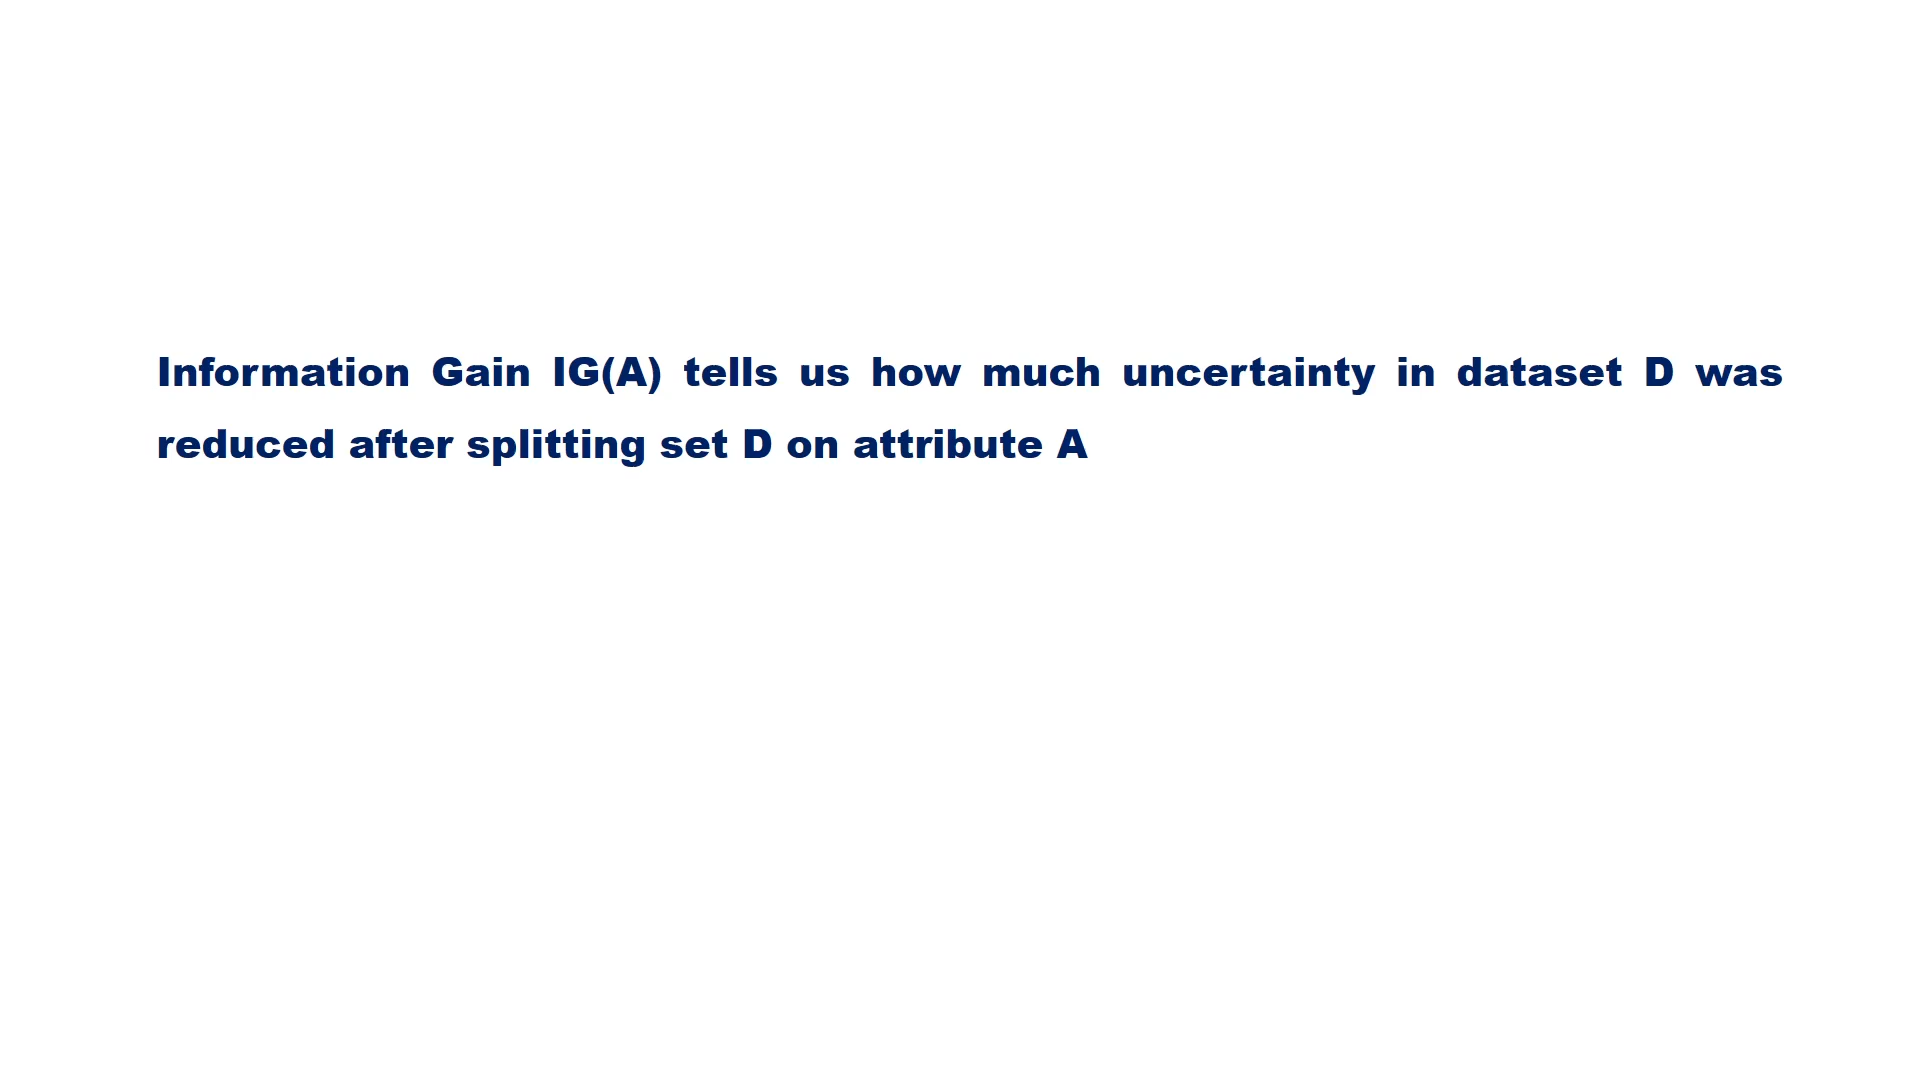 Information Gain IG(A) tells us how much uncertainty in dataset D was
reduced after splitting set D on attribute A